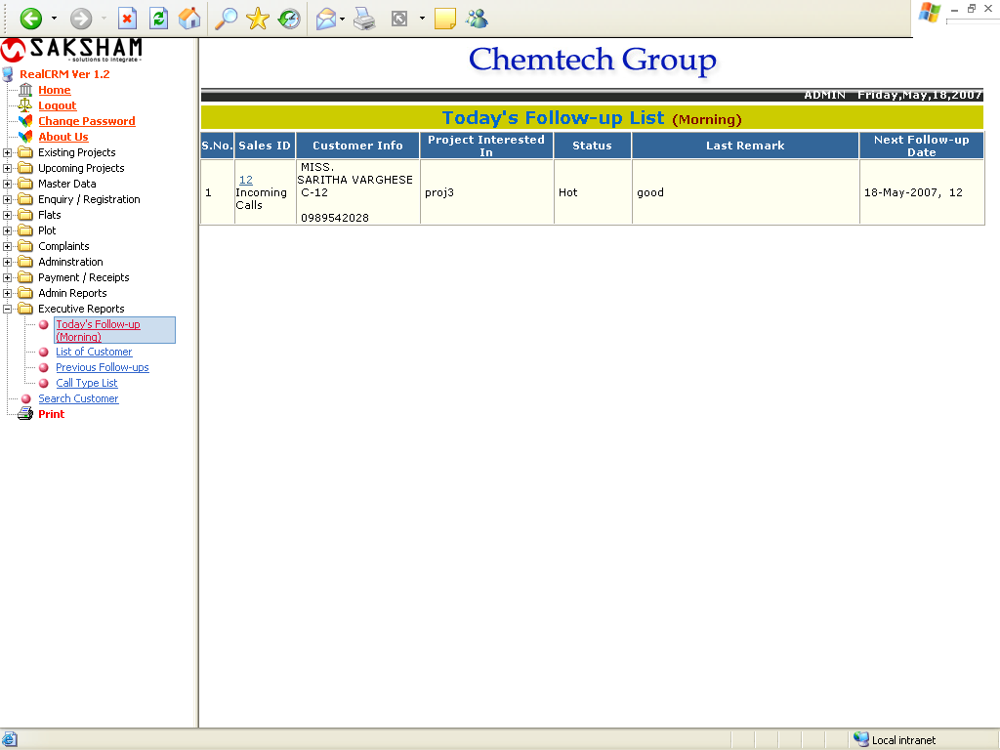 SAKSHAM
- solutions to integrate -
RealCRM Ver 1.2
Home
Logout
Change Password
About Us
Existing Projects
Upcoming Projects
Master Data
Enquiry / Registration
Flats
Plot
Complaints
Adminstration
Payment / Receipts
Admin Reports
Executive Reports
Today's Follow-up
(Morning)
List of Customer
Previous Follow-ups
Call Type List
Search Customer
Print
Chemtech Group
ADMIN Friday,May,18,2007
Today's Follow-up List (Morning)
S.No. Sales ID Customer Info Project Interested In Status Last Remark Next Follow-up Date
1 12 Incoming Calls MISS. SARITHA VARGHESE C-12 0989542028 proj3 Hot good 18-May-2007, 12
Local intranet